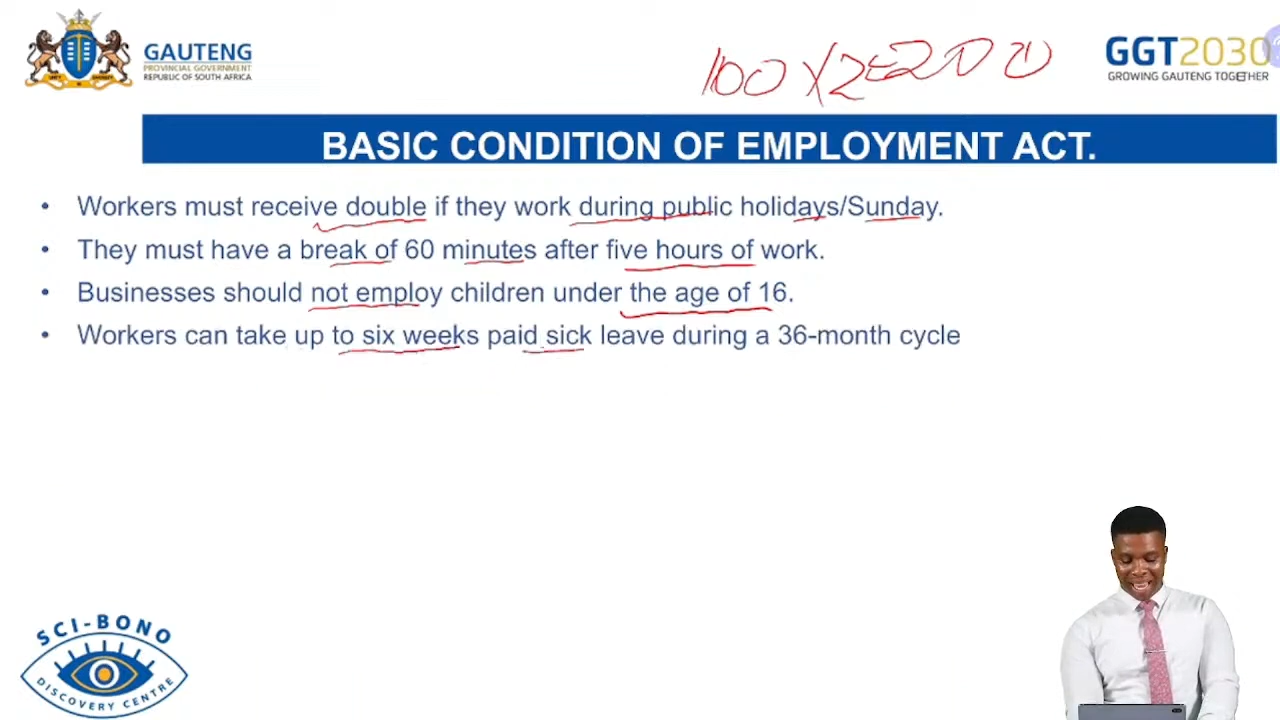 GAUTENG
PROVINCIAL GOVERNMENT
REPUBLIC OF SOUTH AFRICA
100 X 2 = 200
GGT2030
GROWING GAUTENG TOGETHER
BASIC CONDITION OF EMPLOYMENT ACT.
• Workers must receive double if they work during public holidays/Sunday.
• They must have a break of 60 minutes after five hours of work.
• Businesses should not employ children under the age of 16.
• Workers can take up to six weeks paid sick leave during a 36-month cycle
SCI-BONO
DISCOVERY CENTRE